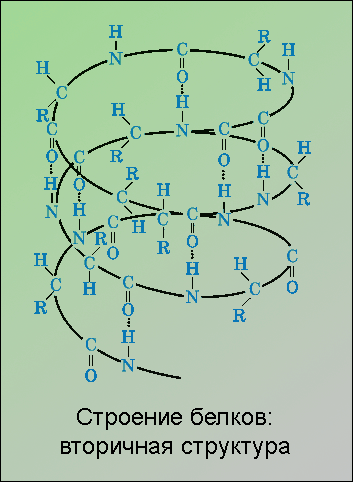 H R
C H
N C
H O N
H
C
H
R H C
C C N C
O
H
O C R O H
C
R
H O H H
C N R
N H H C C N
C
N R O
R
O
H C C
H H
C H C N C O
R O R
H
C
N
O
Строение белков:
вторичная структура